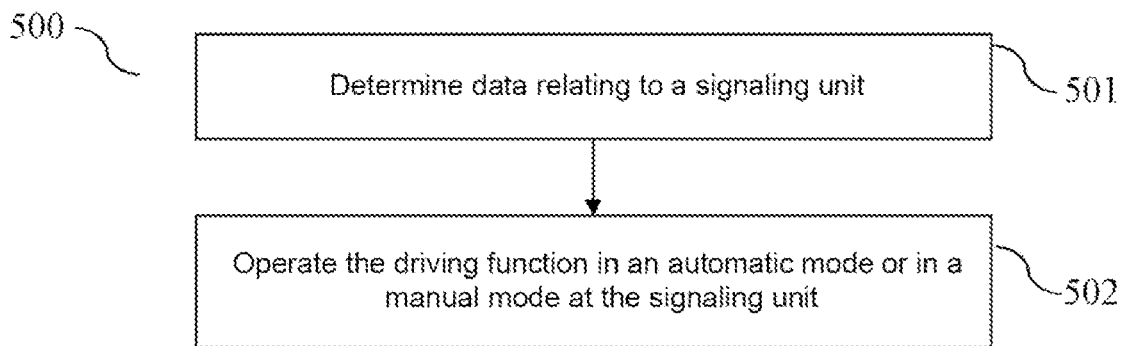 500
Determine data relating to a signaling unit
501
Operate the driving function in an automatic mode or in a
manual mode at the signaling unit
502